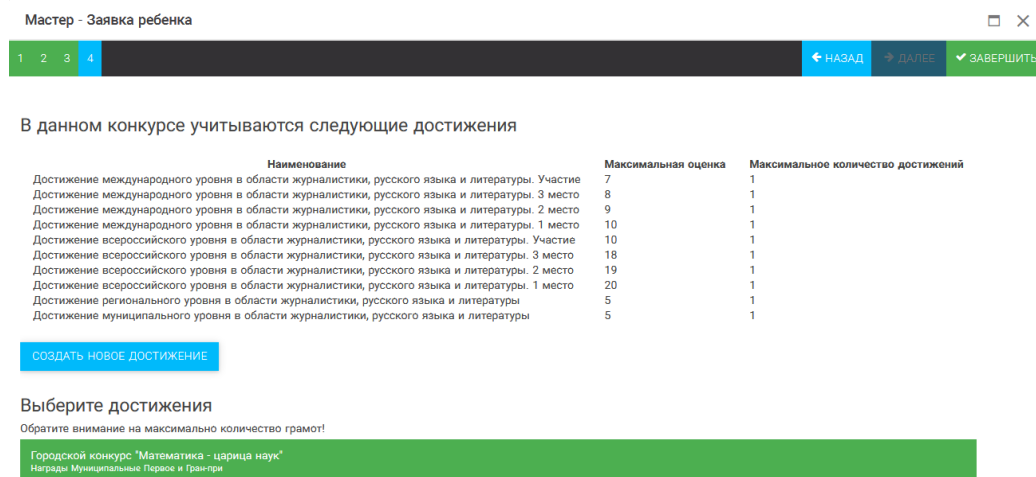 Мастер - Заявка ребенка
1 2 3 4 НАЗАД ДАЛЕЕ ЗАВЕРШИТЬ
В данном конкурсе учитываются следующие достижения
Наименование Максимальная оценка Максимальное количество достижений
Достижение международного уровня в области журналистики, русского языка и литературы. Участие 7 1
Достижение международного уровня в области журналистики, русского языка и литературы. 3 место 8 1
Достижение международного уровня в области журналистики, русского языка и литературы. 2 место 9 1
Достижение международного уровня в области журналистики, русского языка и литературы. 1 место 10 1
Достижение всероссийского уровня в области журналистики, русского языка и литературы. Участие 10 1
Достижение всероссийского уровня в области журналистики, русского языка и литературы. 3 место 18 1
Достижение всероссийского уровня в области журналистики, русского языка и литературы. 2 место 19 1
Достижение всероссийского уровня в области журналистики, русского языка и литературы. 1 место 20 1
Достижение регионального уровня в области журналистики, русского языка и литературы 5 1
Достижение муниципального уровня в области журналистики, русского языка и литературы 5 1
СОЗДАТЬ НОВОЕ ДОСТИЖЕНИЕ
Выберите достижения
Обратите внимание на максимально количество грамот!
Городской конкурс "Математика - царица наук"
Награды Муниципальные Первое и Гран-при